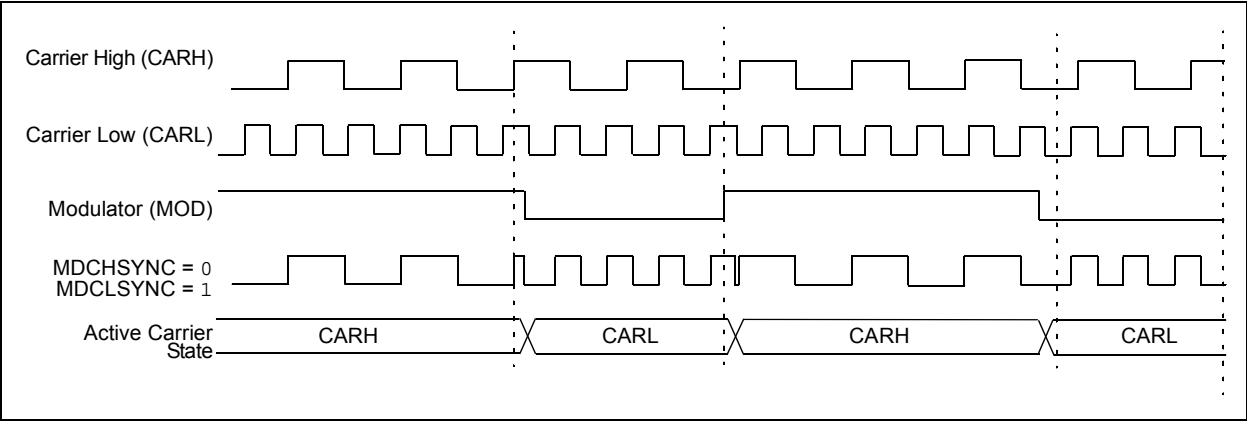 Carrier High (CARH)
Carrier Low (CARL)
Modulator (MOD)
MDCHSYNC = 0
MDCLSYNC = 1
Active Carrier
State
CARH
CARL
CARH
CARL